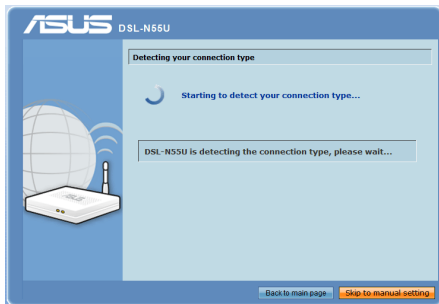 ASUS DSL-N55U
Detecting your connection type
Starting to detect your connection type...
DSL-N55U is detecting the connection type, please wait...
Back to main page Skip to manual setting